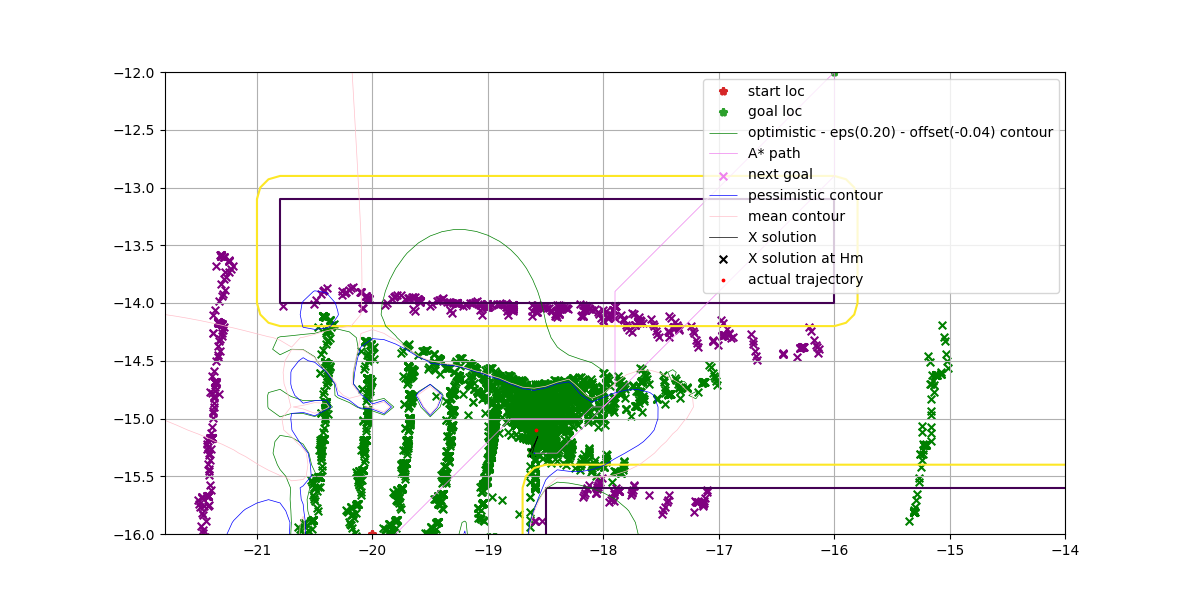 −12.0
−12.5
−13.0
−13.5
−14.0
−14.5
−15.0
−15.5
−16.0
−21
−20
−19
−18
−17
−16
−15
−14
start loc
goal loc
optimistic - eps(0.20) - offset(-0.04) contour
A* path
next goal
pessimistic contour
mean contour
X solution
X solution at Hm
actual trajectory